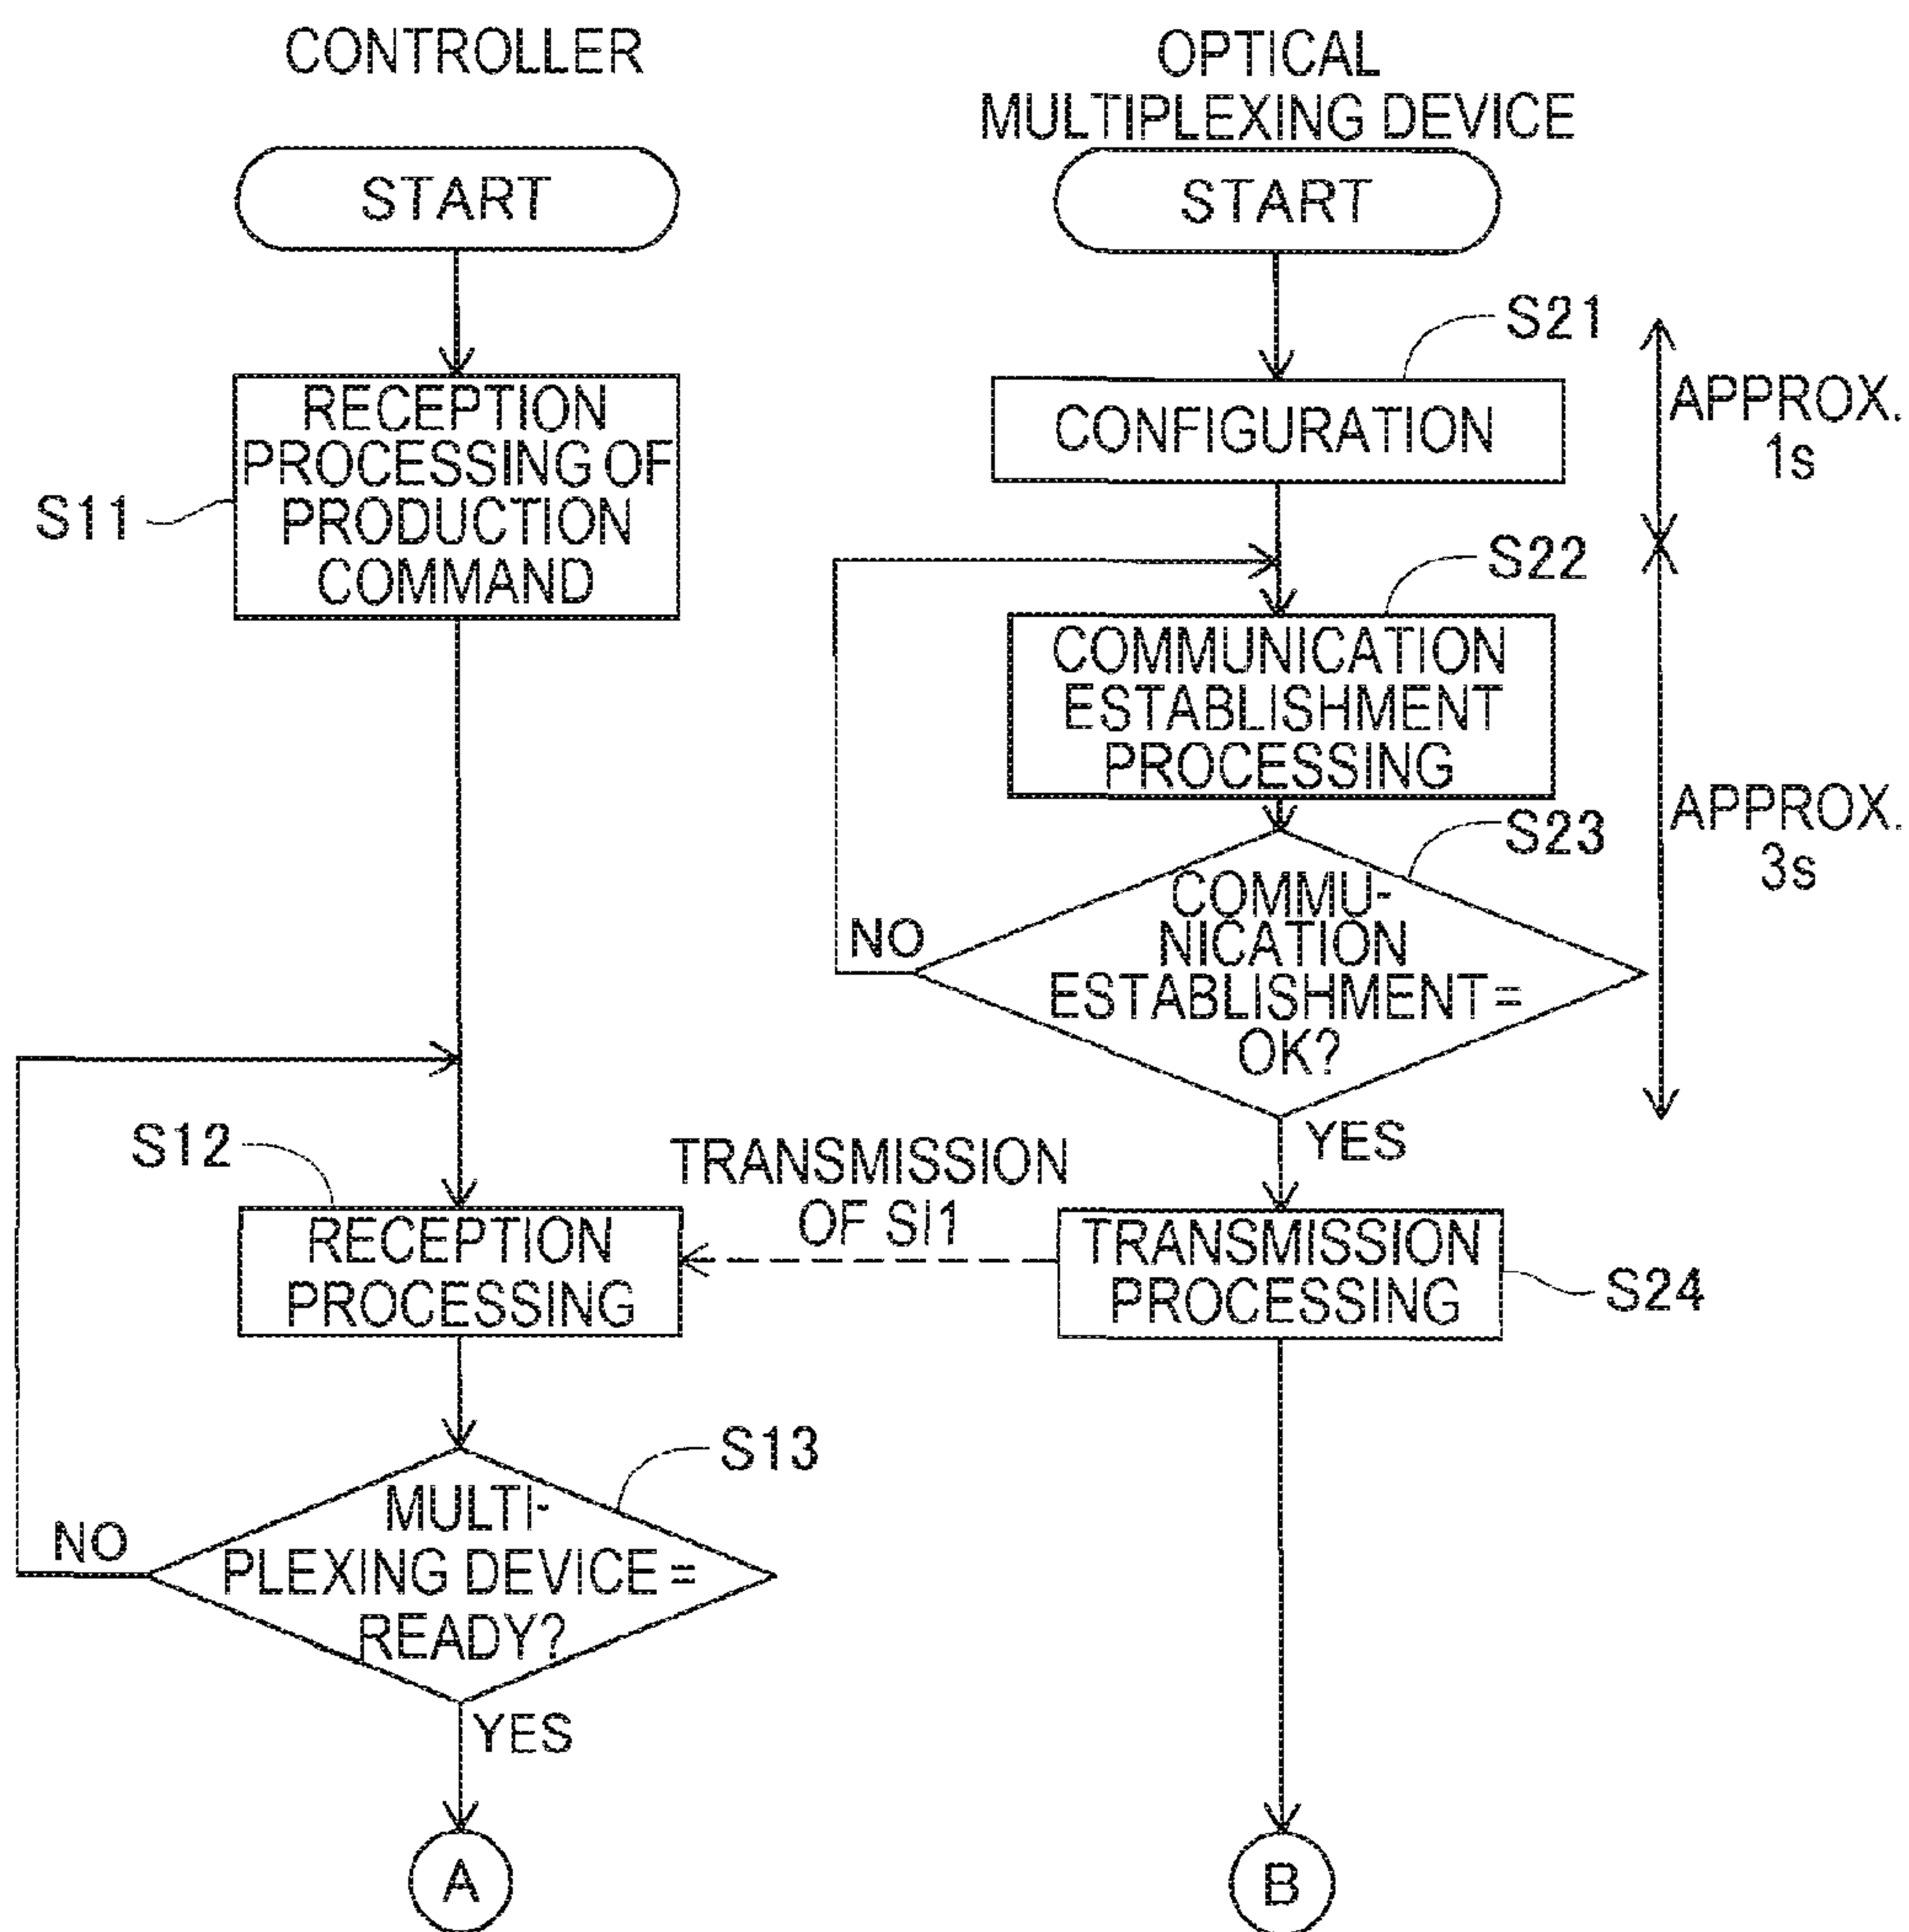 CONTROLLER
OPTICAL
MULTIPLEXING DEVICE
START
START
S21
APPROX.
1s
CONFIGURATION
RECEPTION
PROCESSING OF
PRODUCTION
COMMAND
S11
S22
COMMUNICATION
ESTABLISHMENT
PROCESSING
APPROX.
3s
S23
COMMU-
NICATION
ESTABLISHMENT=
OK?
NO
YES
S12
TRANSMISSION
OF SI1
RECEPTION
PROCESSING
TRANSMISSION
PROCESSING
S24
S13
MULTI-
PLEXING DEVICE =
READY?
NO
YES
A
B